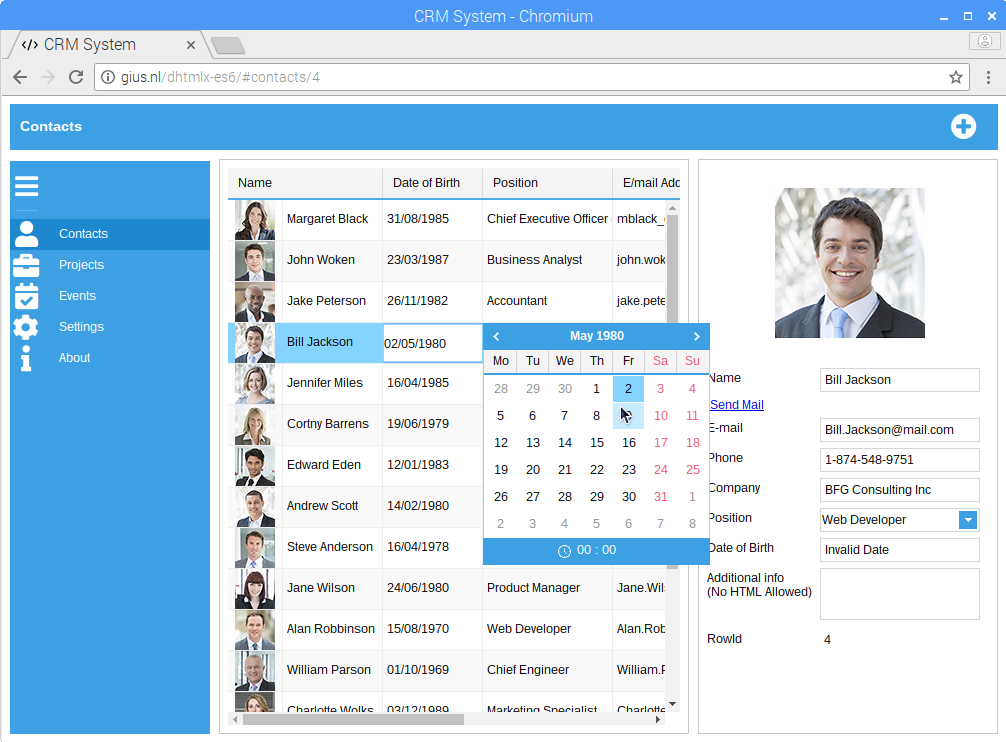 CRM System - Chromium
CRM System
gius.nl/dhtmlx-es6/#contacts/4
Contacts
Contacts
Projects
Events
Settings
About
Name Date of Birth Position E/mail Add
Margaret Black 31/08/1985 Chief Executive Officer mblack_
John Woken 23/03/1987 Business Analyst john.wok
Jake Peterson 26/11/1982 Accountant jake.pete
Bill Jackson 02/05/1980
Jennifer Miles 16/04/1985
Cortny Barrens 19/06/1979
Edward Eden 12/01/1983
Andrew Scott 14/02/1980
Steve Anderson 16/04/1978
Jane Wilson 24/06/1980 Product Manager Jane.Wil
Alan Robbinson 15/08/1970 Web Developer Alan.Rob
William Parson 01/10/1969 Chief Engineer William.P
Charlotte Wolks 03/12/1989 Marketing Specialist Charlotte
May 1980
Mo Tu We Th Fr Sa Su
28 29 30 1 2 3 4
5 6 7 8 9 10 11
12 13 14 15 16 17 18
19 20 21 22 23 24 25
26 27 28 29 30 31 1
2 3 4 5 6 7 8
00 : 00
Name Bill Jackson
Send Mail
E-mail Bill.Jackson@mail.com
Phone 1-874-548-9751
Company BFG Consulting Inc
Position Web Developer
Date of Birth Invalid Date
Additional info
(No HTML Allowed)
RowId 4